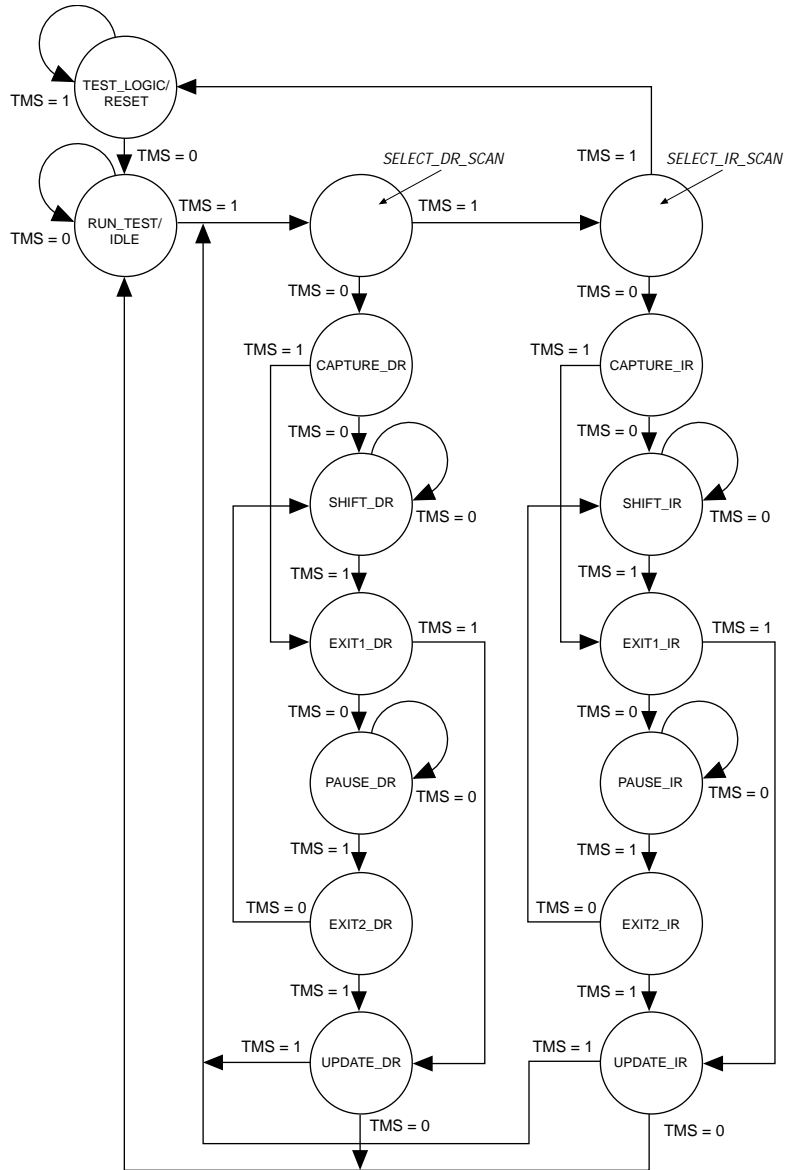 TEST_LOGIC/
RESET
TMS = 1
TMS = 0
SELECT_DR_SCAN
TMS = 1
SELECT_IR_SCAN
RUN_TEST/
IDLE
TMS = 0
TMS = 1
TMS = 1
TMS = 0
TMS = 0
TMS = 1
CAPTURE_DR
TMS = 1
CAPTURE_IR
TMS = 0
TMS = 0
SHIFT_DR
TMS = 0
SHIFT_IR
TMS = 0
TMS = 1
TMS = 1
EXIT1_DR
TMS = 1
EXIT1_IR
TMS = 1
TMS = 0
TMS = 0
PAUSE_DR
TMS = 0
PAUSE_IR
TMS = 0
TMS = 1
TMS = 1
TMS = 0
EXIT2_DR
TMS = 0
EXIT2_IR
TMS = 1
TMS = 1
TMS = 1
UPDATE_DR
TMS = 1
UPDATE_IR
TMS = 0
TMS = 0